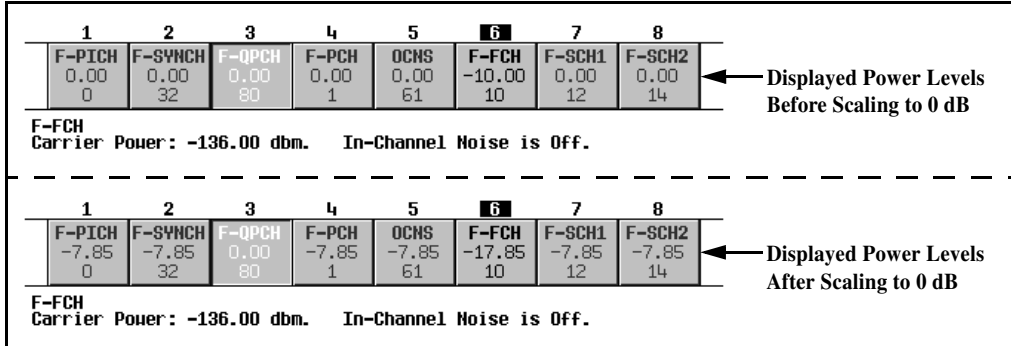 1 2 3 4 5 6 7 8
F-PICH F-SYNCH F-QPCH F-PCH OCNS F-FCH F-SCH1 F-SCH2
0.00 0.00 0.00 0.00 0.00 -10.00 0.00 0.00
0 32 80 1 61 10 12 14
Displayed Power Levels
Before Scaling to 0 dB
F-FCH
Carrier Power: -136.00 dbm. In-Channel Noise is Off.
1 2 3 4 5 6 7 8
F-PICH F-SYNCH F-QPCH F-PCH OCNS F-FCH F-SCH1 F-SCH2
-7.85 -7.85 0.00 -7.85 -7.85 -17.85 -7.85 -7.85
0 32 80 1 61 10 12 14
Displayed Power Levels
After Scaling to 0 dB
F-FCH
Carrier Power: -136.00 dbm. In-Channel Noise is Off.